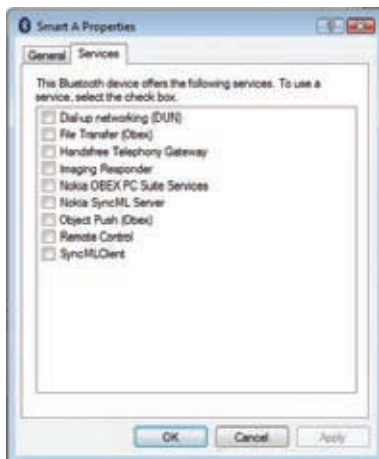 Smart A Properties
General
Services
This Bluetooth device offers the following services. To use a
service, select the check box.
Dial-up networking (DUN)
File Transfer (Obex)
Handsfree Telephony Gateway
Imaging Responder
Nokia OBEX PC Suite Services
Nokia SyncML Server
Object Push (Obex)
Remote Control
SyncMLClient
OK
Cancel
Apply